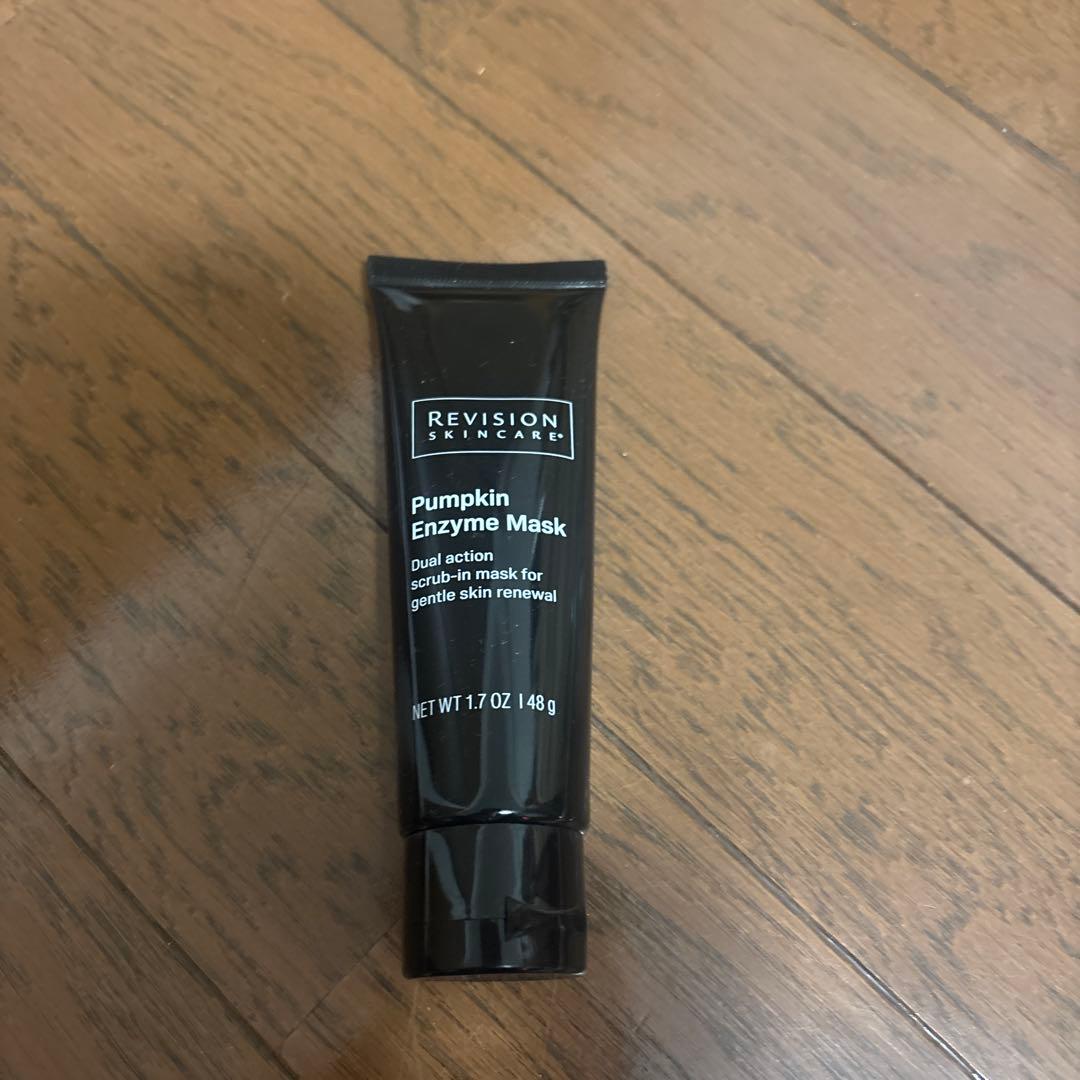 REVISION
SKINCARE®
Pumpkin
Enzyme Mask
Dual action
scrub-in mask for
gentle skin renewal
NET WT 1.7 OZ | 48 g